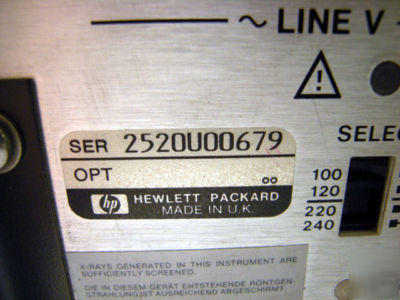 ~ LINE V
SER 2520U00679
OPT
oo
hp HEWLETT PACKARD
MADE IN U.K.
SELEC
100
120
220
240
X-RAYS GENERATED IN THIS INSTRUMENT ARE
SUFFICIENTLY SCREENED.
DIE IN DIESEM GERÄT ENTSTEHENDE RÖNTGEN-
STRAHLUNG IST AUSREICHEND ABGESCHIRMT.